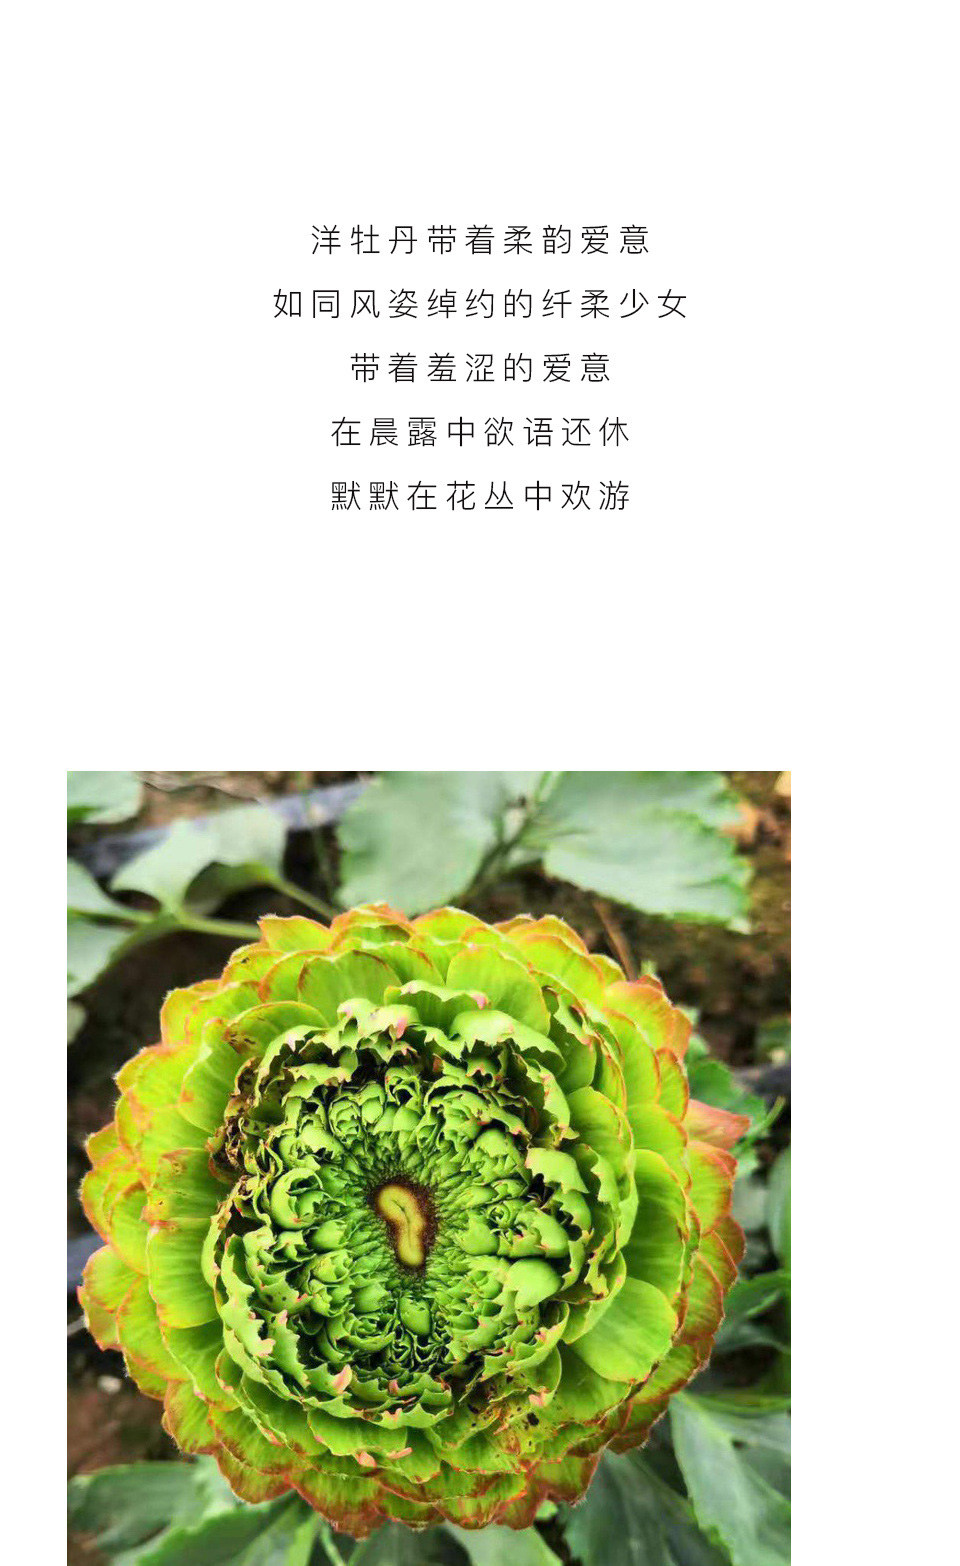 洋牡丹带着柔韵爱意
如同风姿绰约的纤柔少女
带着羞涩的爱意
在晨露中欲语还休
默默在花丛中欢游